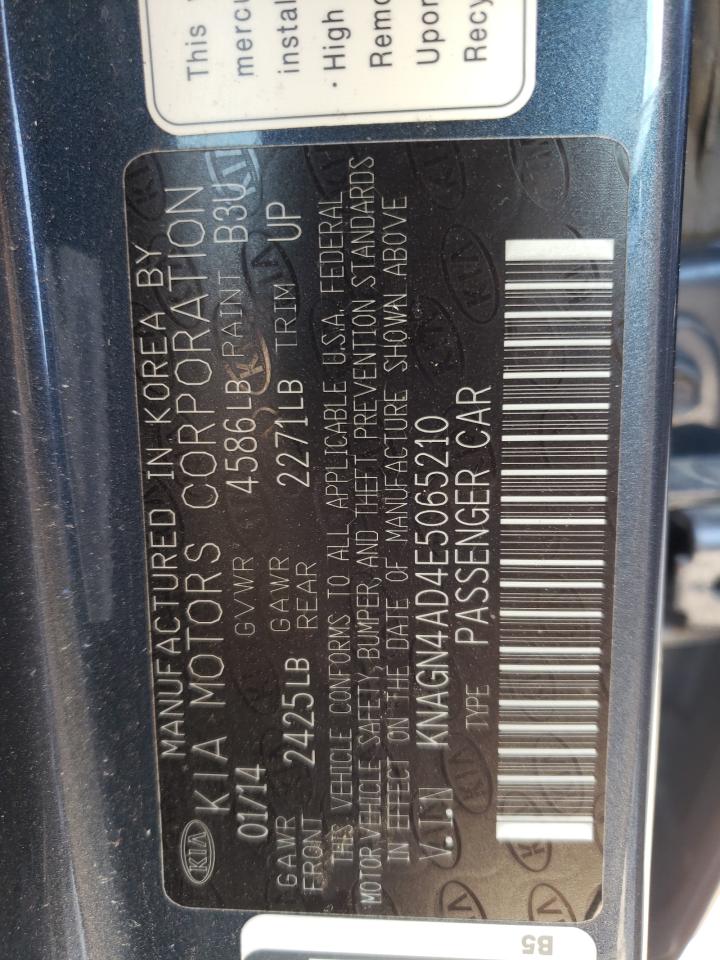 This
mercu
instal
· High
Remo
Upon
Recy
MANUFACTURED IN KOREA BY
KIA KIA MOTORS CORPORATION
01/14 GVWR 4586LB PAINT B3U
GAWR FRONT 2425LB GAWR REAR 2271LB TRIM UP
THIS VEHICLE CONFORMS TO ALL APPLICABLE U.S.A. FEDERAL
MOTOR VEHICLE SAFETY, BUMPER, AND THEFT PREVENTION STANDARDS
IN EFFECT ON THE DATE OF MANUFACTURE SHOWN ABOVE
V.I.N KNAGN4AD4E5065210
TYPE PASSENGER CAR
B5